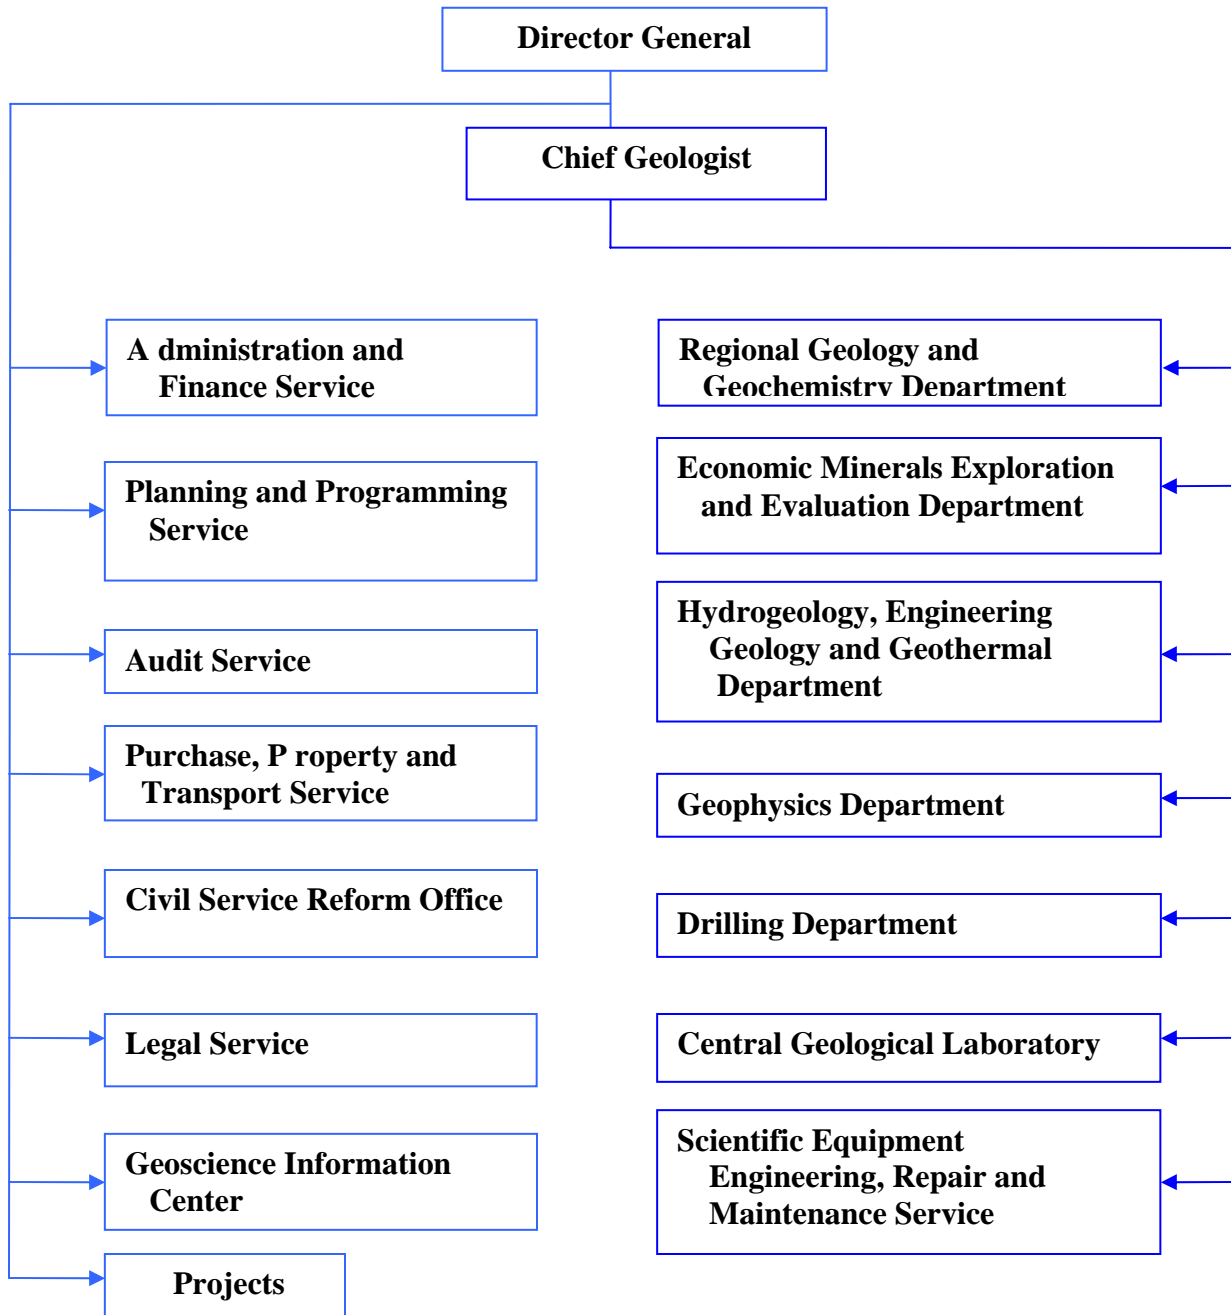 Director General
Chief Geologist
A dministration and
Finance Service
Planning and Programming
Service
Audit Service
Purchase, P roperty and
Transport Service
Civil Service Reform Office
Legal Service
Geoscience Information
Center
Projects
Regional Geology and
Geochemistry Department
Economic Minerals Exploration
and Evaluation Department
Hydrogeology, Engineering
Geology and Geothermal
Department
Geophysics Department
Drilling Department
Central Geological Laboratory
Scientific Equipment
Engineering, Repair and
Maintenance Service